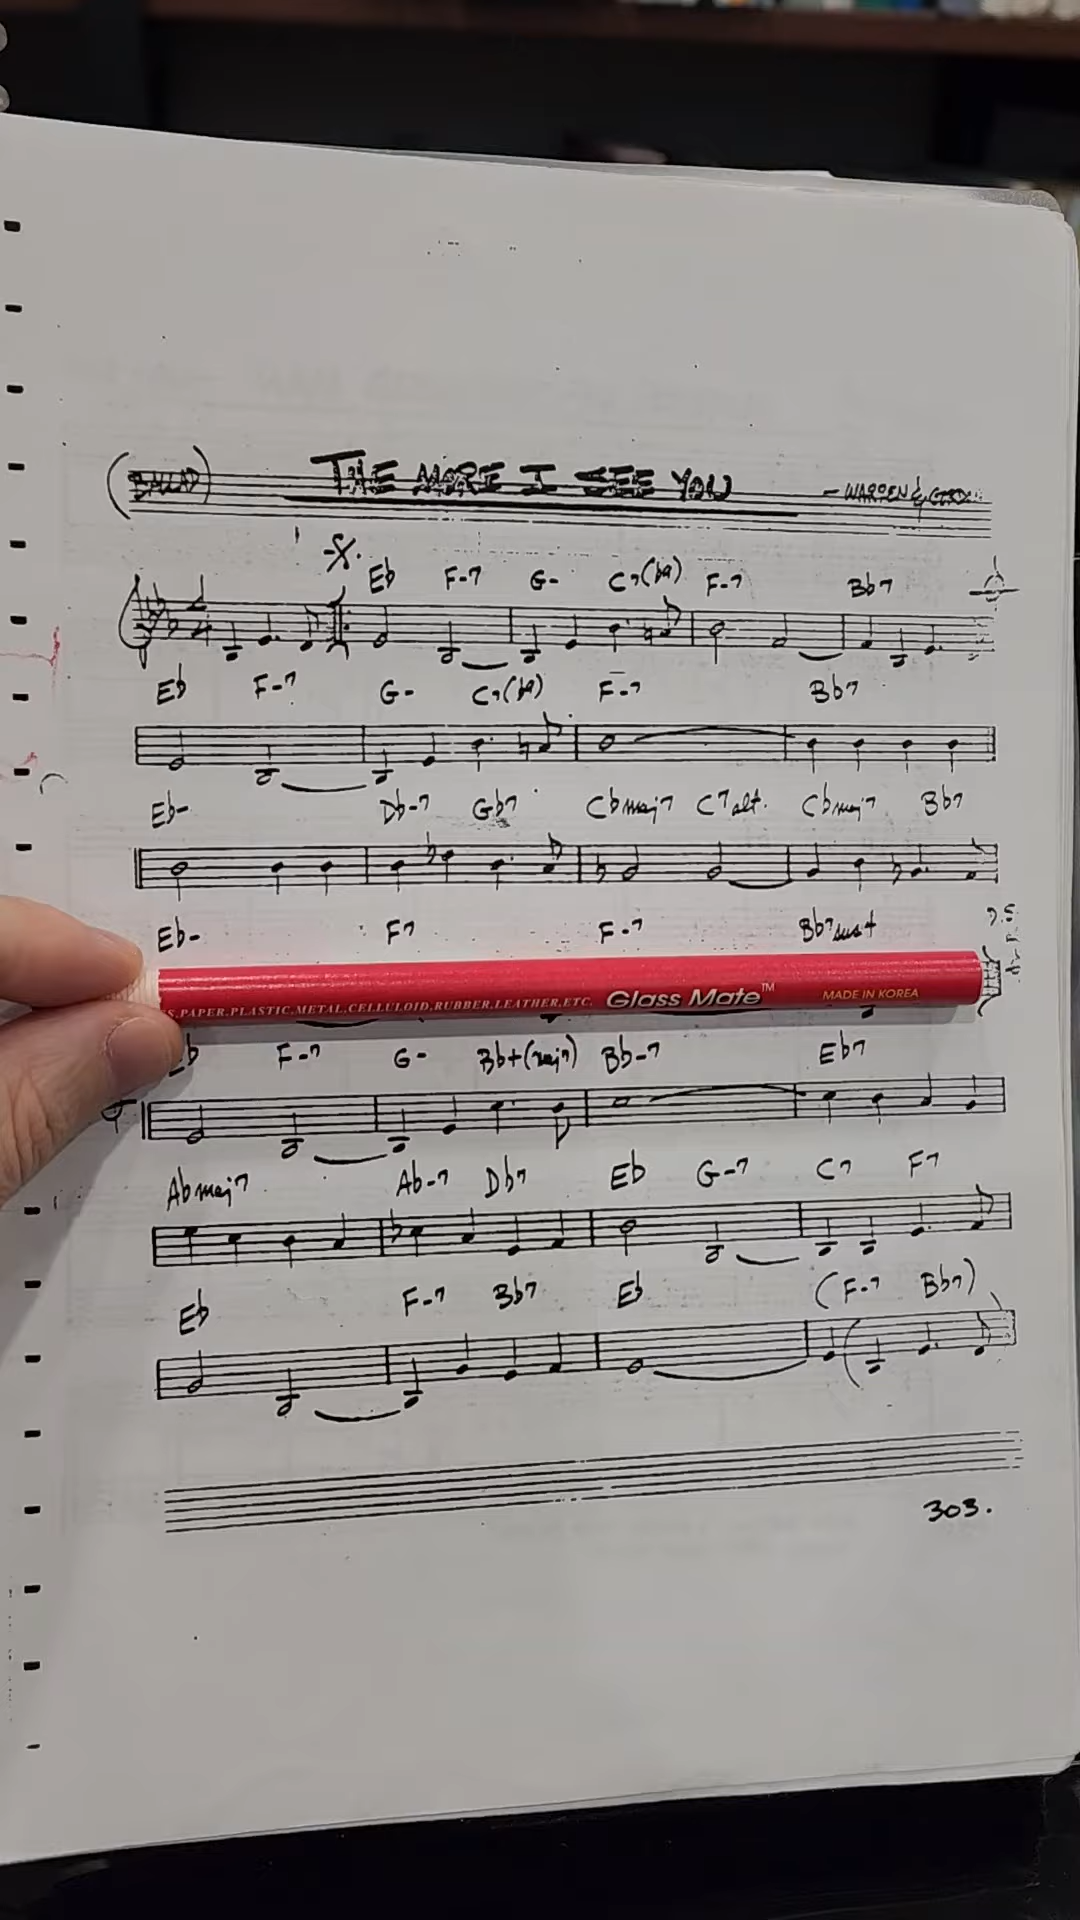 (BALLAD) THE MORE I SEE YOU - WARREN &
Eb F-7 G- C7(b9) F-7 Bb7
4
Eb F-7 G- C7(b9) F-7 Bb7
Eb- Db-7 Gb7 Cbmaj7 C7alt. Cbmaj7 Bb7
Eb- F7 F-7 Bb7sus4 D.S.
PAPER.PLASTIC.METAL.CELLULOID.RUBBER.LEATHER.ETC. Glass Mate™ MADE IN KOREA
Eb F-7 G- Bb+(maj7) Bb-7 Eb7
Abmaj7 Ab-7 Db7 Eb G-7 C7 F7
Eb F-7 Bb7 Eb (F-7 Bb7)
303.